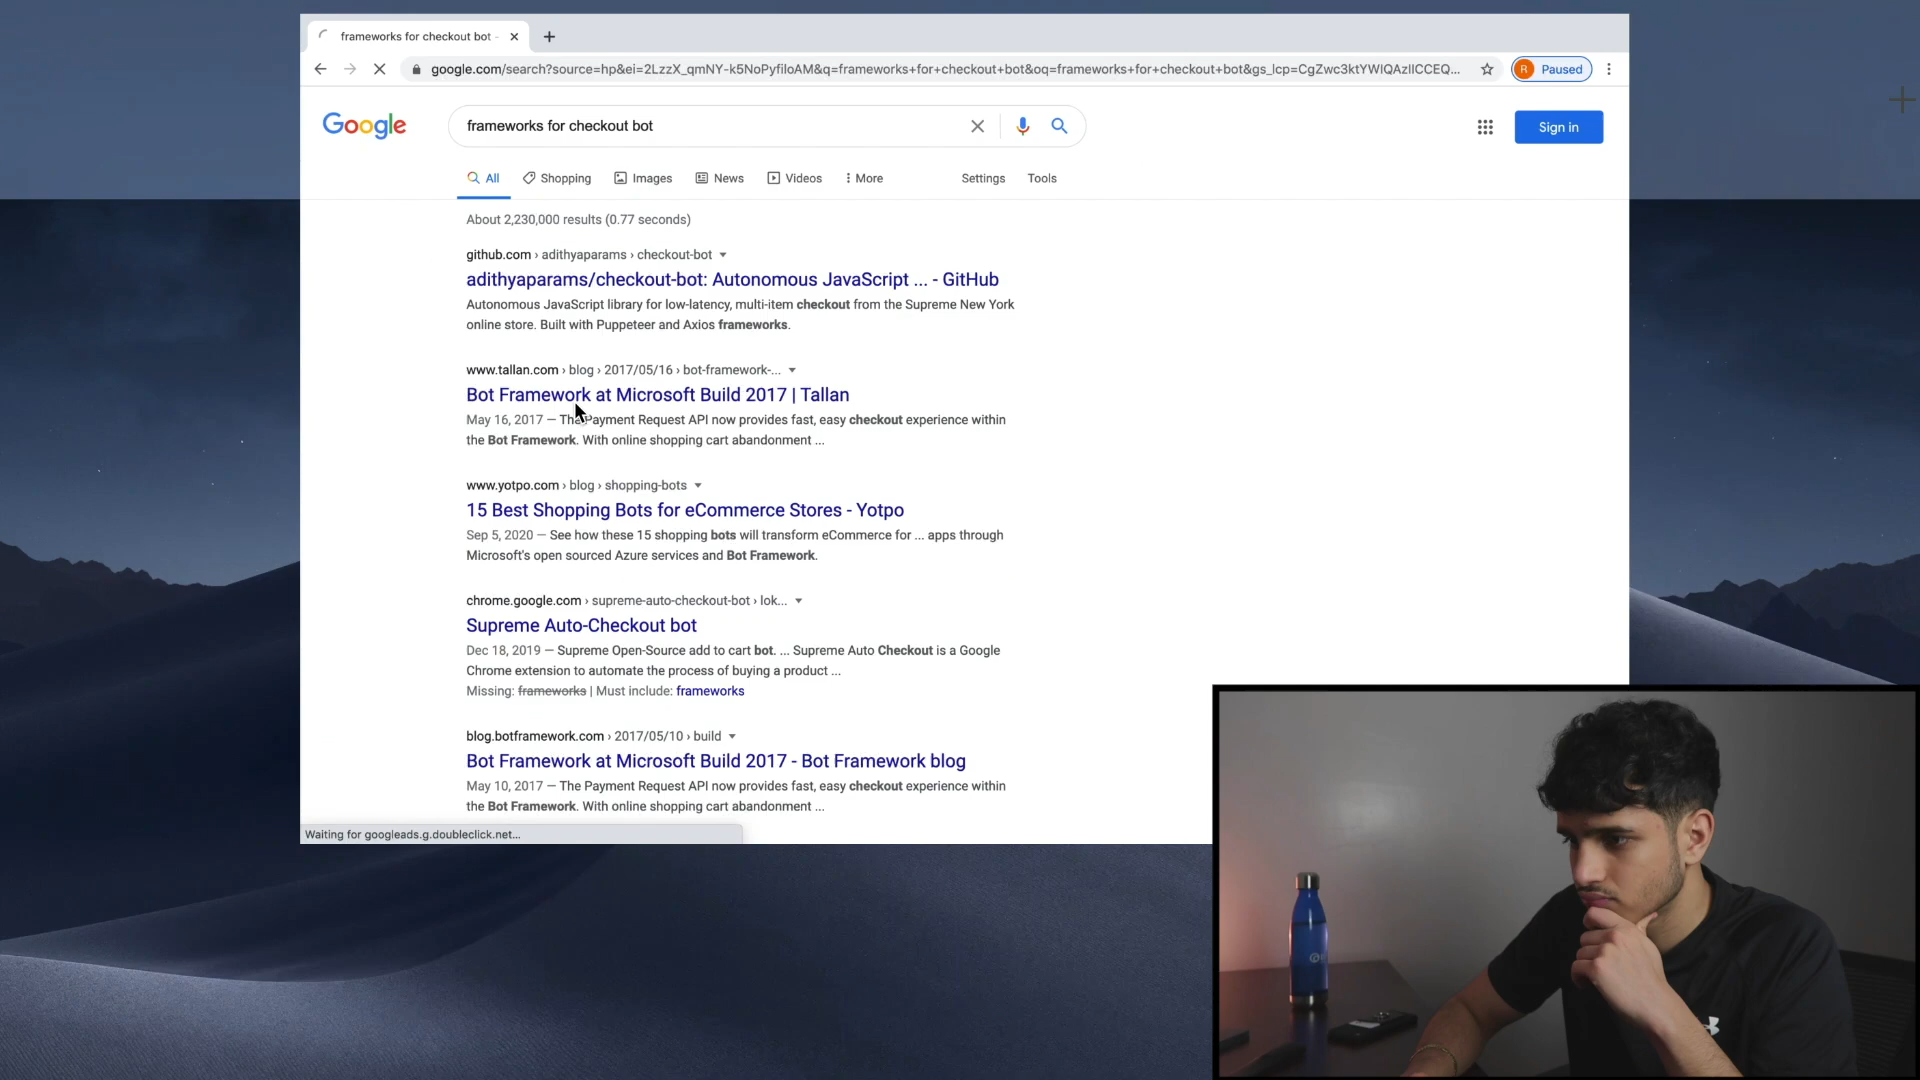 frameworks for checkout bot -
google.com/search?source=hp&ei=2LzzX_qmNY-k5NoPyfiloAM&q=frameworks+for+checkout+bot&oq=frameworks+for+checkout+bot&gs_lcp=CgZwc3ktYWIQAzIICCEQ...
R Paused
Google
frameworks for checkout bot
Sign in
All Shopping Images News Videos More Settings Tools
About 2,230,000 results (0.77 seconds)
github.com › adithyaparams › checkout-bot
adithyaparams/checkout-bot: Autonomous JavaScript ... - GitHub
Autonomous JavaScript library for low-latency, multi-item checkout from the Supreme New York
online store. Built with Puppeteer and Axios frameworks.
www.tallan.com › blog › 2017/05/16 › bot-framework-...
Bot Framework at Microsoft Build 2017 | Tallan
May 16, 2017 — The Payment Request API now provides fast, easy checkout experience within
the Bot Framework. With online shopping cart abandonment ...
www.yotpo.com › blog › shopping-bots
15 Best Shopping Bots for eCommerce Stores - Yotpo
Sep 5, 2020 — See how these 15 shopping bots will transform eCommerce for ... apps through
Microsoft's open sourced Azure services and Bot Framework.
chrome.google.com › supreme-auto-checkout-bot › lok...
Supreme Auto-Checkout bot
Dec 18, 2019 — Supreme Open-Source add to cart bot. ... Supreme Auto Checkout is a Google
Chrome extension to automate the process of buying a product ...
Missing: frameworks | Must include: frameworks
blog.botframework.com › 2017/05/10 › build
Bot Framework at Microsoft Build 2017 - Bot Framework blog
May 10, 2017 — The Payment Request API now provides fast, easy checkout experience within
the Bot Framework. With online shopping cart abandonment ...
Waiting for googleads.g.doubleclick.net...